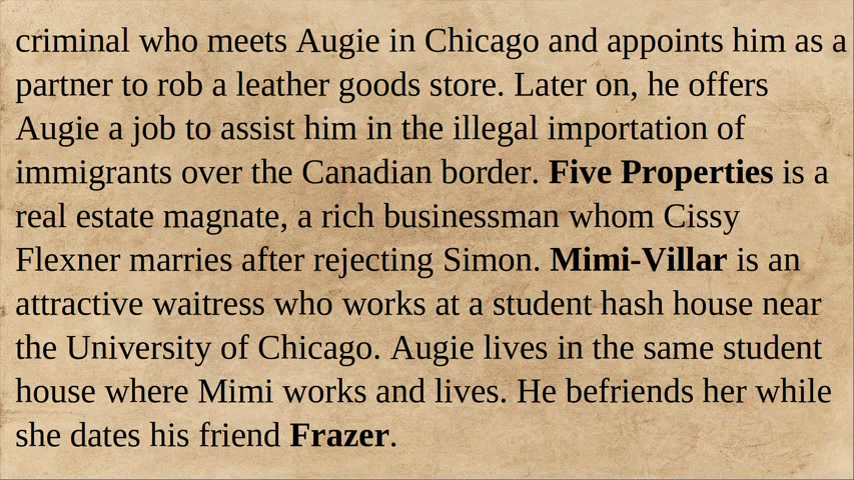 criminal who meets Augie in Chicago and appoints him as a
partner to rob a leather goods store. Later on, he offers
Augie a job to assist him in the illegal importation of
immigrants over the Canadian border. Five Properties is a
real estate magnate, a rich businessman whom Cissy
Flexner marries after rejecting Simon. Mimi-Villar is an
attractive waitress who works at a student hash house near
the University of Chicago. Augie lives in the same student
house where Mimi works and lives. He befriends her while
she dates his friend Frazer.